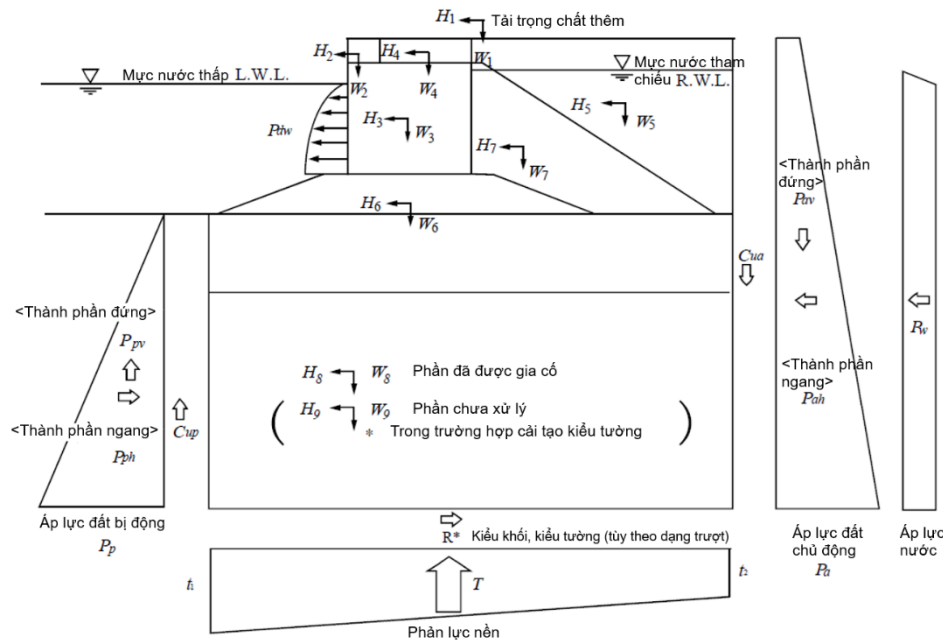 H1
Tải trọng chất thêm
H2
H4
W1
Mực nước thấp L.W.L.
Mực nước tham
chiếu R.W.L.
W2
W4
H3
W3
H5
W5
Pdw
H7
W7
<Thành phần
đứng>
Pav
H6
W6
Cua
<Thành phần đứng>
Ppv
Rw
H8
W8
Phần đã được gia cố
<Thành phần
ngang>
Pah
H9
W9
Phần chưa xử lý
( * Trong trường hợp cải tạo kiểu tường )
Cup
<Thành phần ngang>
Pph
Áp lực đất bị động
Pp
R* Kiểu khối, kiểu tường (tùy theo dạng trượt)
Áp lực đất
chủ động
Pa
Áp lực
nước
t1
T
t2
Phản lực nền